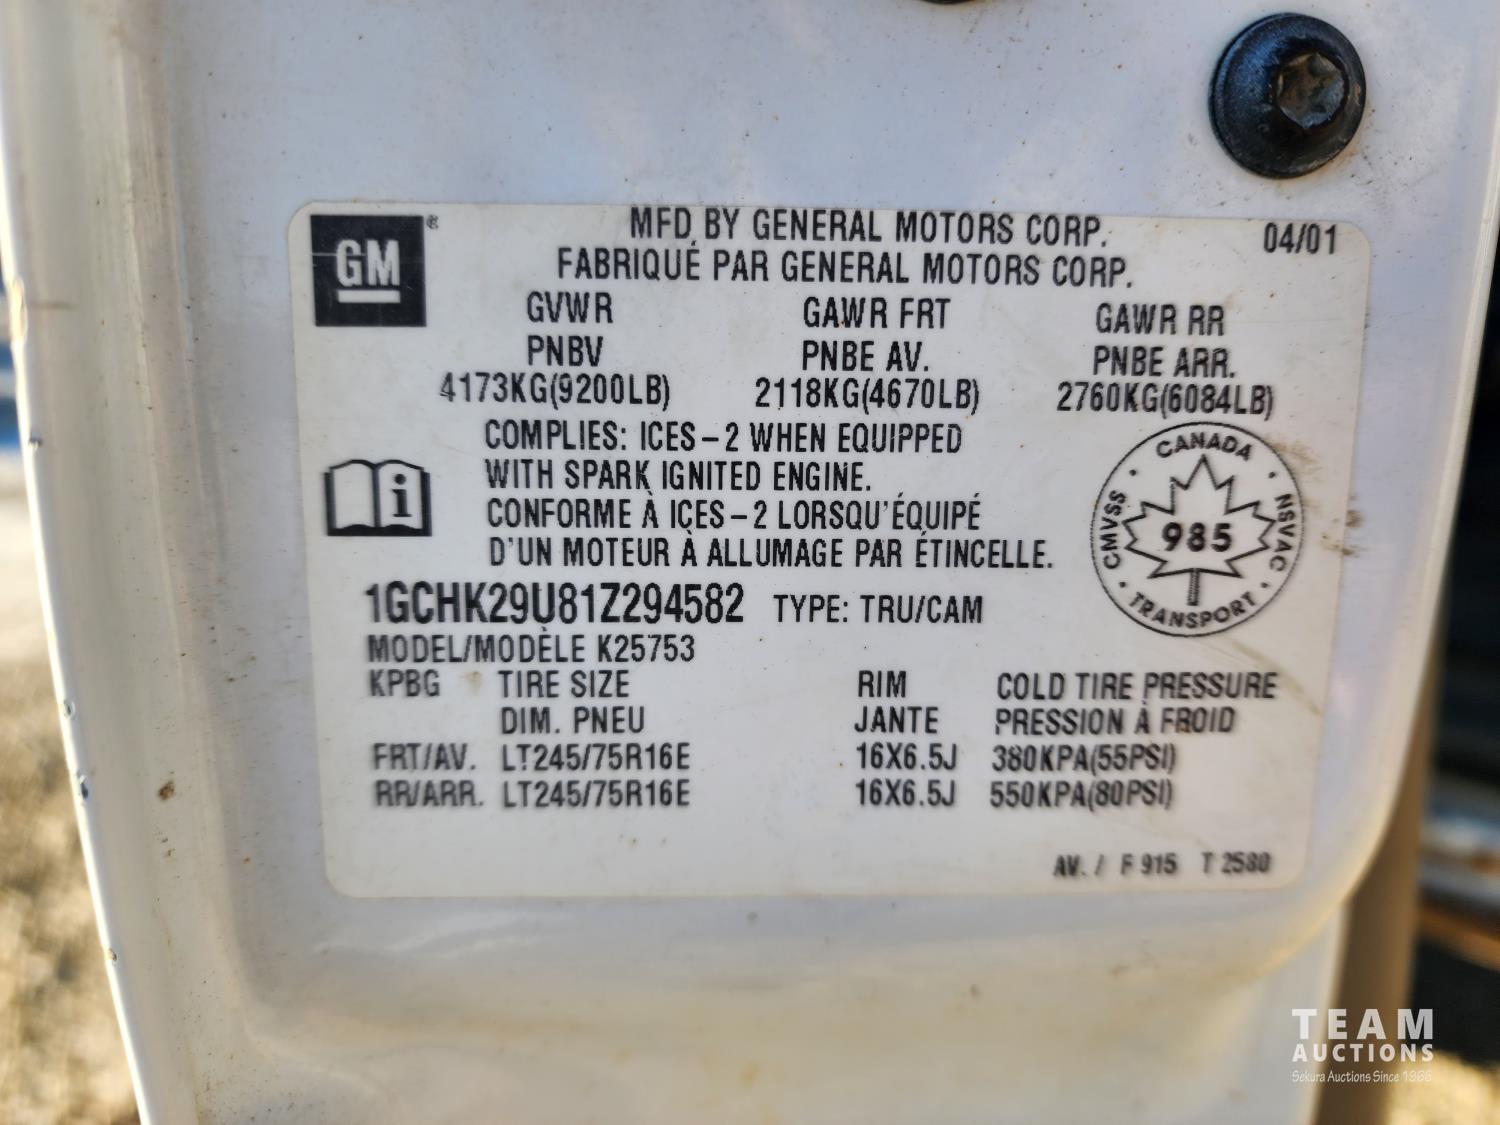 GM ®
MFD BY GENERAL MOTORS CORP. 04/01
FABRIQUÉ PAR GENERAL MOTORS CORP.
GVWR GAWR FRT GAWR RR
PNBV PNBE AV. PNBE ARR.
4173KG(9200LB) 2118KG(4670LB) 2760KG(6084LB)
COMPLIES: ICES-2 WHEN EQUIPPED
WITH SPARK IGNITED ENGINE.
CONFORME À ICES-2 LORSQU'ÉQUIPÉ
D'UN MOTEUR À ALLUMAGE PAR ÉTINCELLE.
i
CANADA
CMVSS 985 NSVAC
TRANSPORT
1GCHK29U81Z294582 TYPE: TRU/CAM
MODEL/MODÈLE K25753
KPBG TIRE SIZE RIM COLD TIRE PRESSURE
DIM. PNEU JANTE PRESSION À FROID
FRT/AV. LT245/75R16E 16X6.5J 380KPA(55PSI)
RR/ARR. LT245/75R16E 16X6.5J 550KPA(80PSI)
AV. / F 915 T 2580
TEAM
AUCTIONS
Sekura Auctions Since 1966